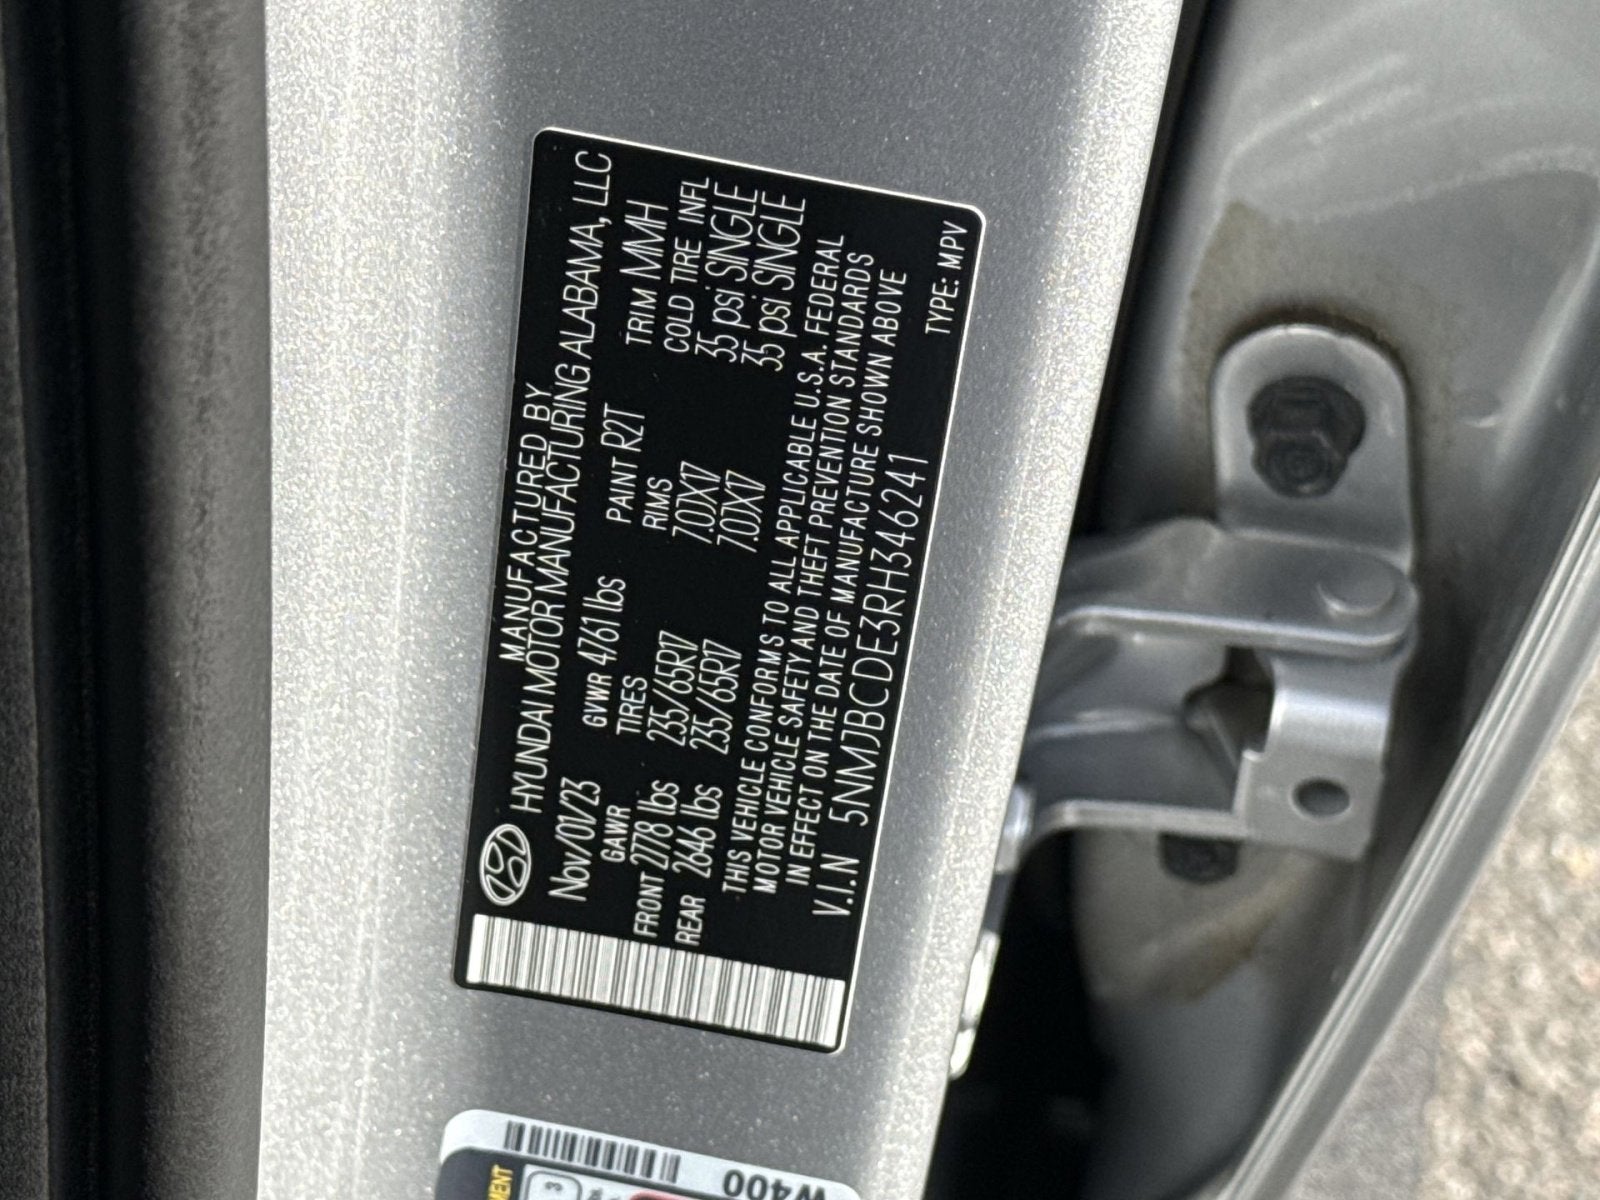 MANUFACTURED BY
HYUNDAI MOTOR MANUFACTURING ALABAMA, LLC
Nov/01/23 GVWR 4761 lbs PAINT R2T TRIM MMH
GAWR TIRES RIMS COLD TIRE INFL
FRONT 2778 lbs 235/65R17 7.0X17 35 psi SINGLE
REAR 2646 lbs 235/65R17 7.0X17 35 psi SINGLE
THIS VEHICLE CONFORMS TO ALL APPLICABLE U.S.A. FEDERAL
MOTOR VEHICLE SAFETY AND THEFT PREVENTION STANDARDS
IN EFFECT ON THE DATE OF MANUFACTURE SHOWN ABOVE
V.I.N 5NMJBCDE3RH346241 TYPE: MPV
W400
3